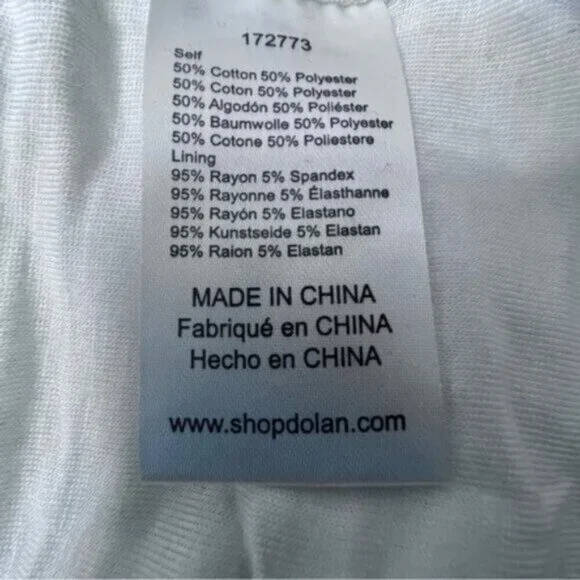 172773
Self
50% Cotton 50% Polyester
50% Coton 50% Polyester
50% Algodón 50% Poliéster
50% Baumwolle 50% Polyester
50% Cotone 50% Poliestere
Lining
95% Rayon 5% Spandex
95% Rayonne 5% Élasthanne
95% Rayón 5% Elastano
95% Kunstseide 5% Elastan
95% Raion 5% Elastan
MADE IN CHINA
Fabriqué en CHINA
Hecho en CHINA
www.shopdolan.com